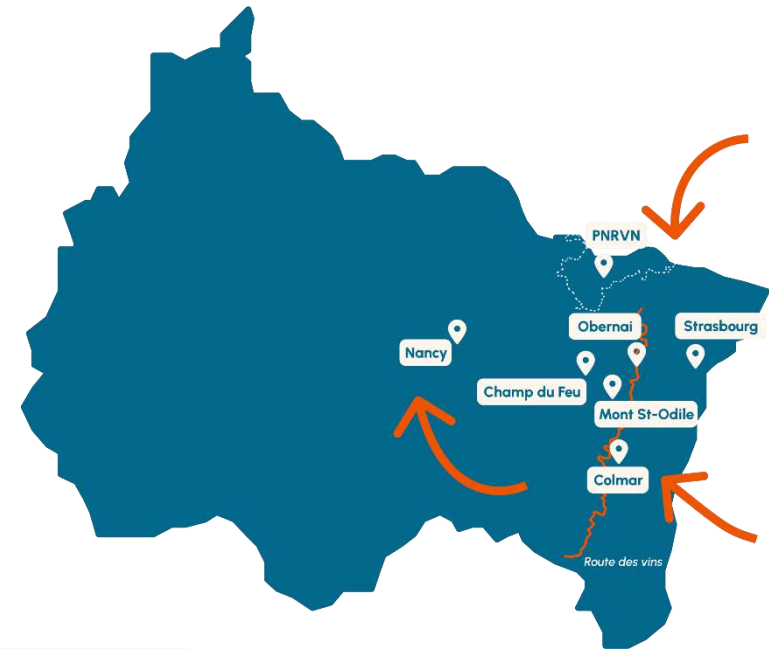 PNRVN
Obernai
Strasbourg
Nancy
Champ du Feu
Mont St-Odile
Colmar
Route des vins